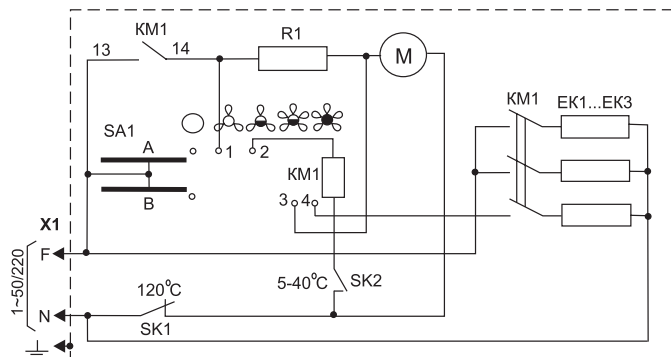 KM1
R1
13
14
M
KM1
EK1...EK3
SA1
A
1
2
KM1
B
3
4
X1
F
1~50/220
5-40°C
SK2
120°C
N
SK1